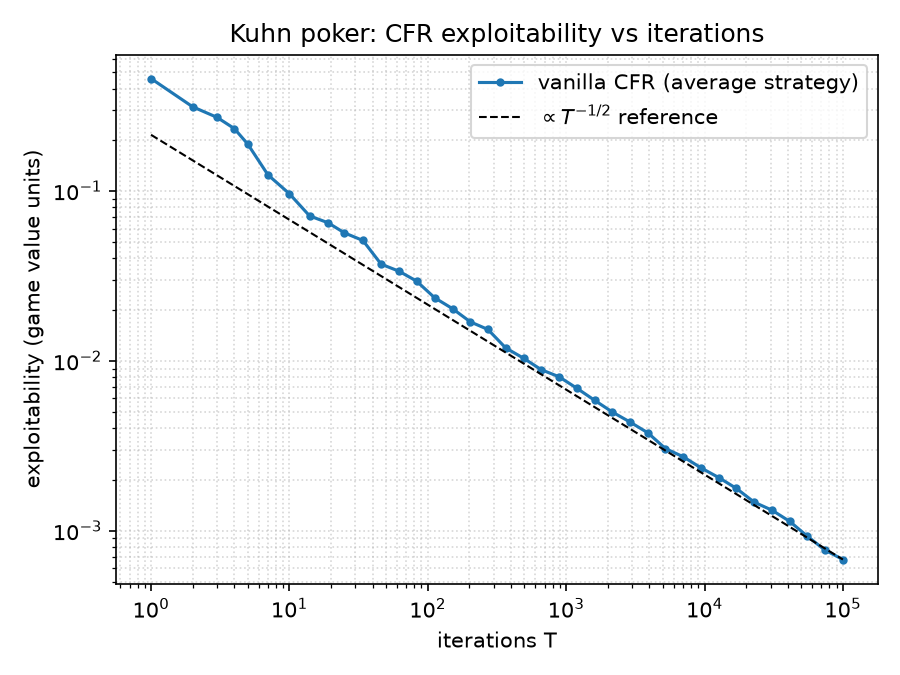 Kuhn poker: CFR exploitability vs iterations
vanilla CFR (average strategy)
∝ T^{-1/2} reference
exploitability (game value units)
10^{-1}
10^{-2}
10^{-3}
10^0 10^1 10^2 10^3 10^4 10^5
iterations T